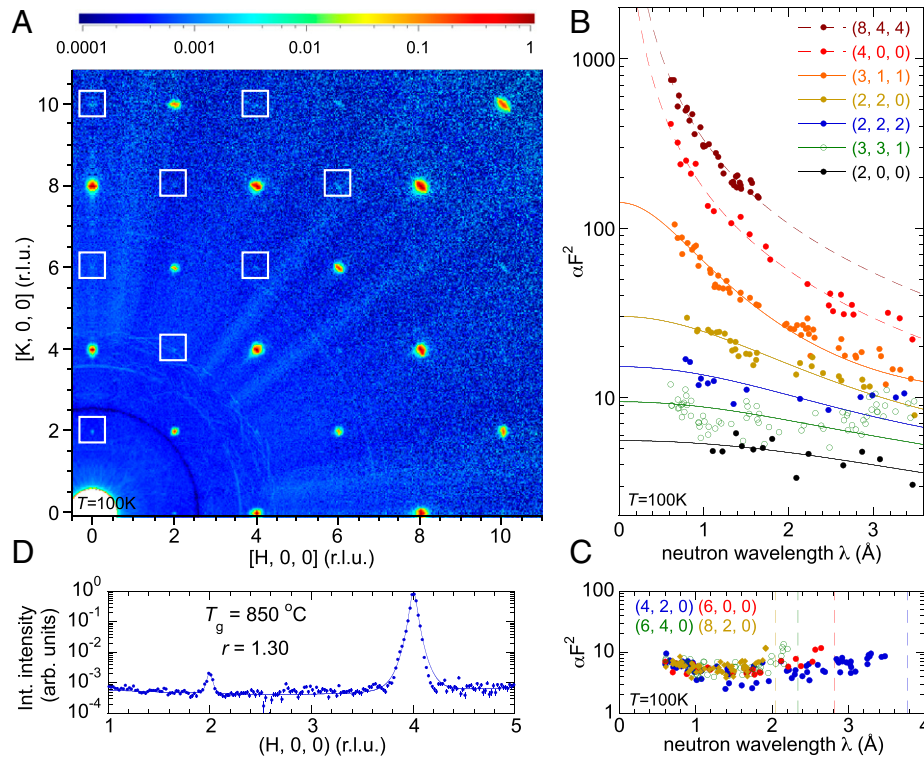 A
0.0001 0.001 0.01 0.1 1
10
8
6
4
2
0
[K, 0, 0] (r.l.u.)
T=100K
0 2 4 6 8 10
[H, 0, 0] (r.l.u.)
B
1000
100
10
αF²
(8, 4, 4)
(4, 0, 0)
(3, 1, 1)
(2, 2, 0)
(2, 2, 2)
(3, 3, 1)
(2, 0, 0)
T=100K
0 1 2 3
neutron wavelength λ (Å)
D
10⁰
10⁻¹
10⁻²
10⁻³
10⁻⁴
Int. intensity
(arb. units)
Tg = 850 °C
r = 1.30
1 2 3 4 5
(H, 0, 0) (r.l.u.)
C
100
10
1
αF²
(4, 2, 0) (6, 0, 0)
(6, 4, 0) (8, 2, 0)
T=100K
0 1 2 3 4
neutron wavelength λ (Å)